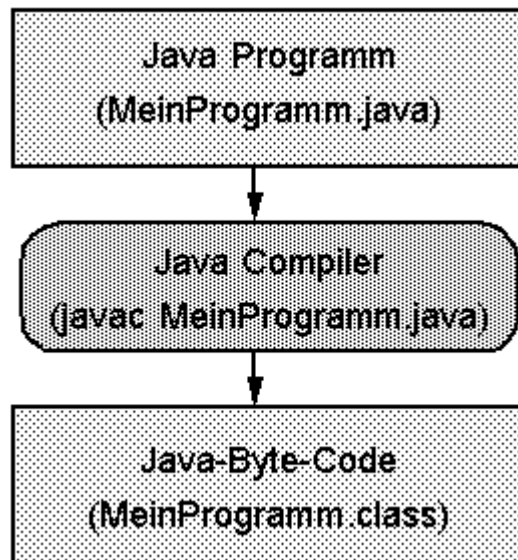 Java Programm
(MeinProgramm.java)
Java Compiler
(javac MeinProgramm.java)
Java-Byte-Code
(MeinProgramm.class)